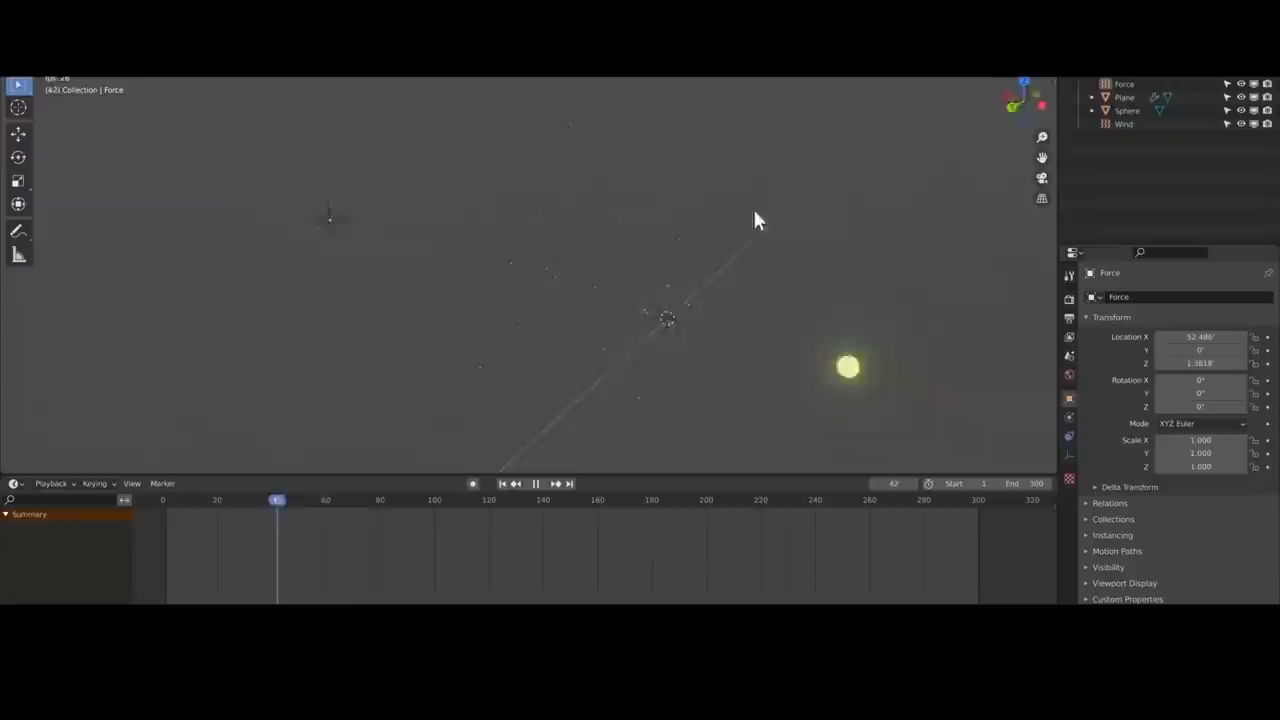 fps: 26
(42) Collection | Force
Force
Plane
Sphere
Wind
Force
Force
Transform
Location X 52.486'
Y 0'
Z 1.3818'
Rotation X 0°
Y 0°
Z 0°
Mode XYZ Euler
Scale X 1.000
Y 1.000
Z 1.000
Delta Transform
Relations
Collections
Instancing
Motion Paths
Visibility
Viewport Display
Custom Properties
Playback Keying View Marker
47 Start 1 End 300
0 20 60 80 100 120 140 160 180 200 220 240 260 280 300 320
Summary